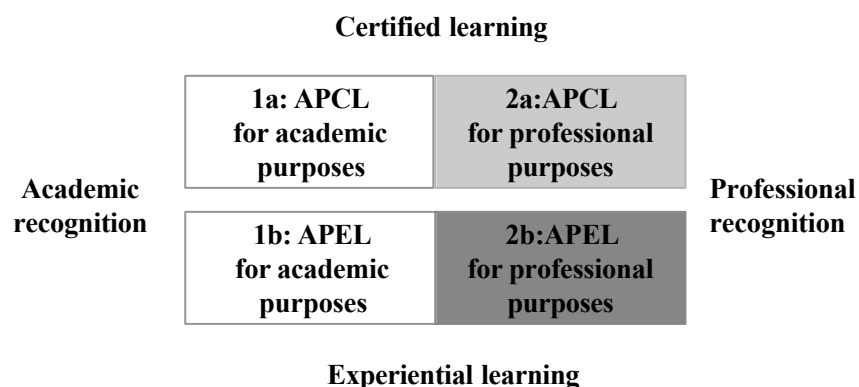 Certified learning
1a: APCL
for academic
purposes
2a:APCL
for professional
purposes
Academic
recognition
Professional
recognition
1b: APEL
for academic
purposes
2b:APEL
for professional
purposes
Experiential learning